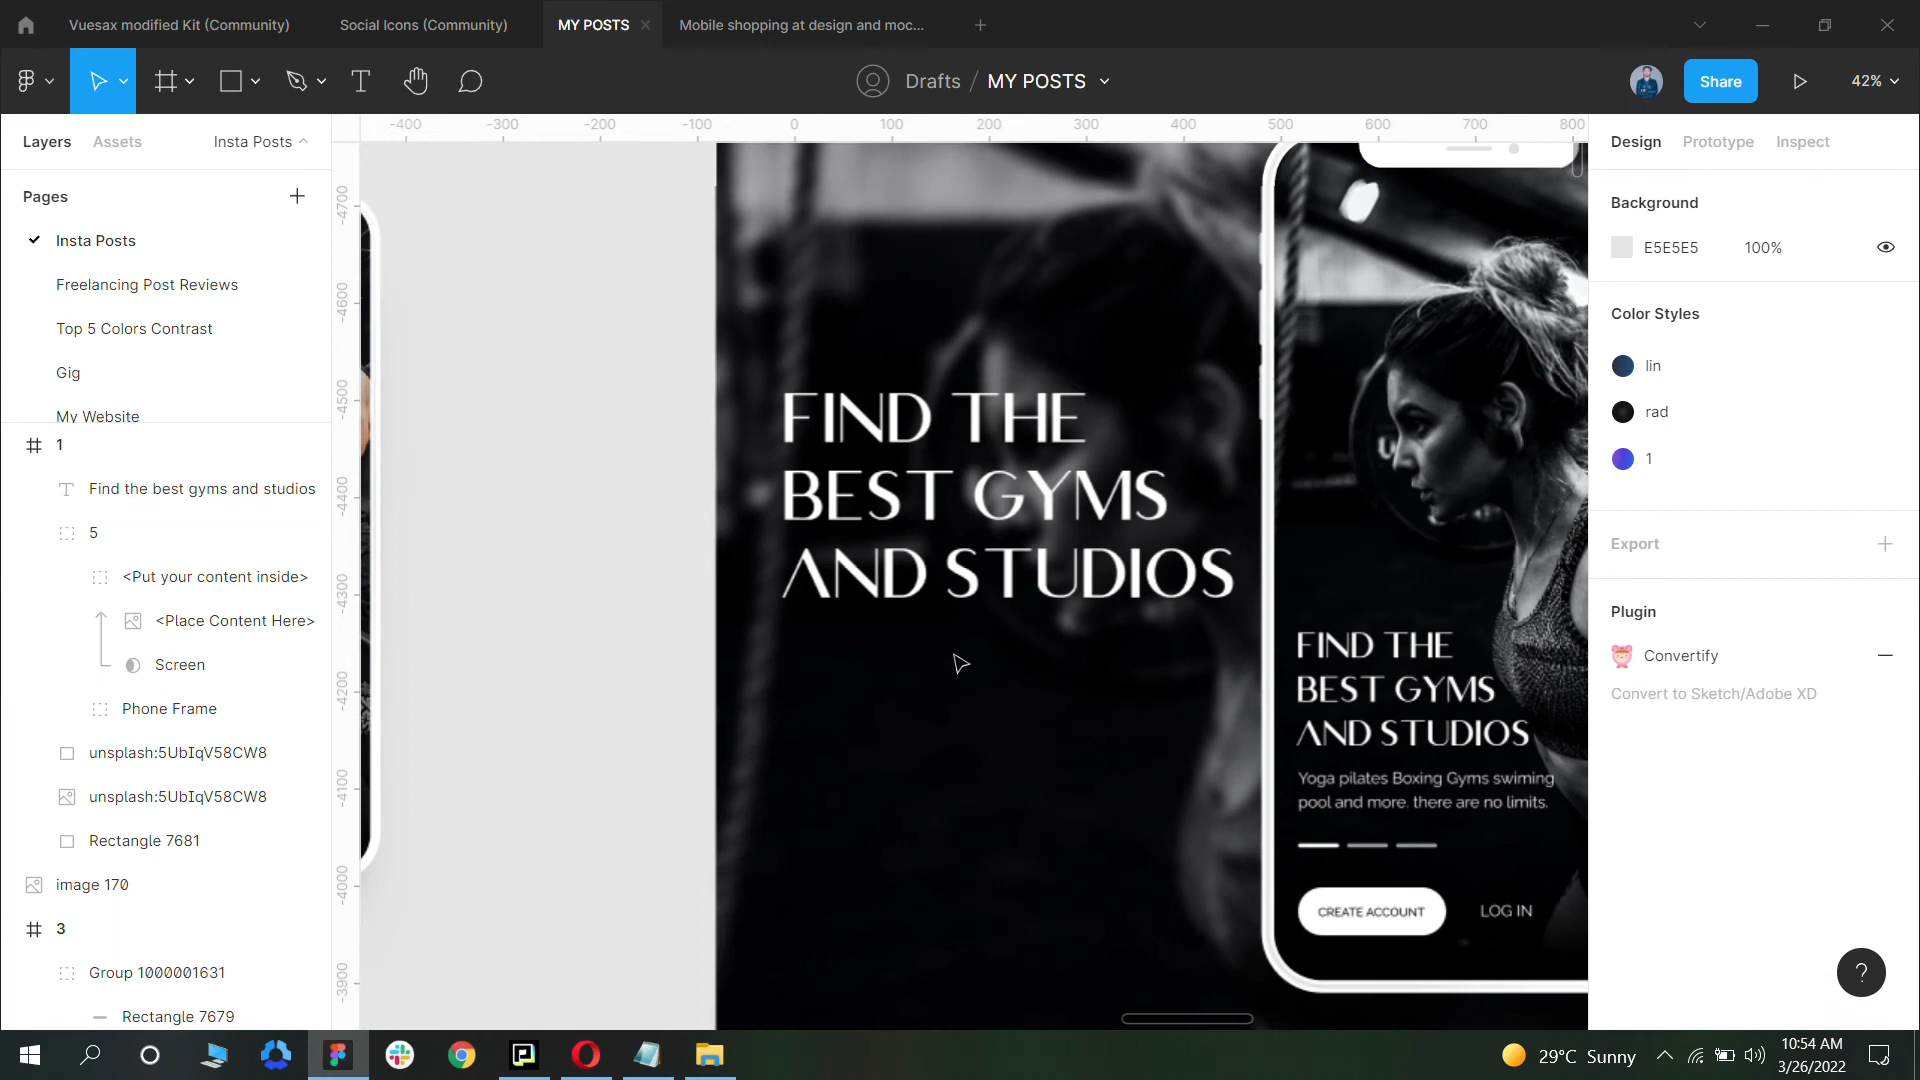 Vuesax modified Kit (Community)
Social Icons (Community)
MY POSTS
Mobile shopping at design and moc...
Drafts / MY POSTS
Share
42%
Layers
Assets
Insta Posts
-400
-300
-200
-100
0
100
200
300
400
500
600
700
800
Design
Prototype
Inspect
Pages
Insta Posts
Freelancing Post Reviews
Top 5 Colors Contrast
Gig
My Website
1
Find the best gyms and studios
5
<Put your content inside>
<Place Content Here>
Screen
Phone Frame
unsplash:5UbIqV58CW8
unsplash:5UbIqV58CW8
Rectangle 7681
image 170
3
Group 1000001631
Rectangle 7679
-4700
-4600
-4500
-4400
-4300
-4200
-4100
-4000
-3900
FIND THE
BEST GYMS
AND STUDIOS
FIND THE
BEST GYMS
AND STUDIOS
Yoga pilates Boxing Gyms swiming
pool and more. there are no limits.
CREATE ACCOUNT
LOG IN
Background
E5E5E5
100%
Color Styles
lin
rad
1
Export
Plugin
Convertify
Convert to Sketch/Adobe XD
?
29°C Sunny
10:54 AM
3/26/2022